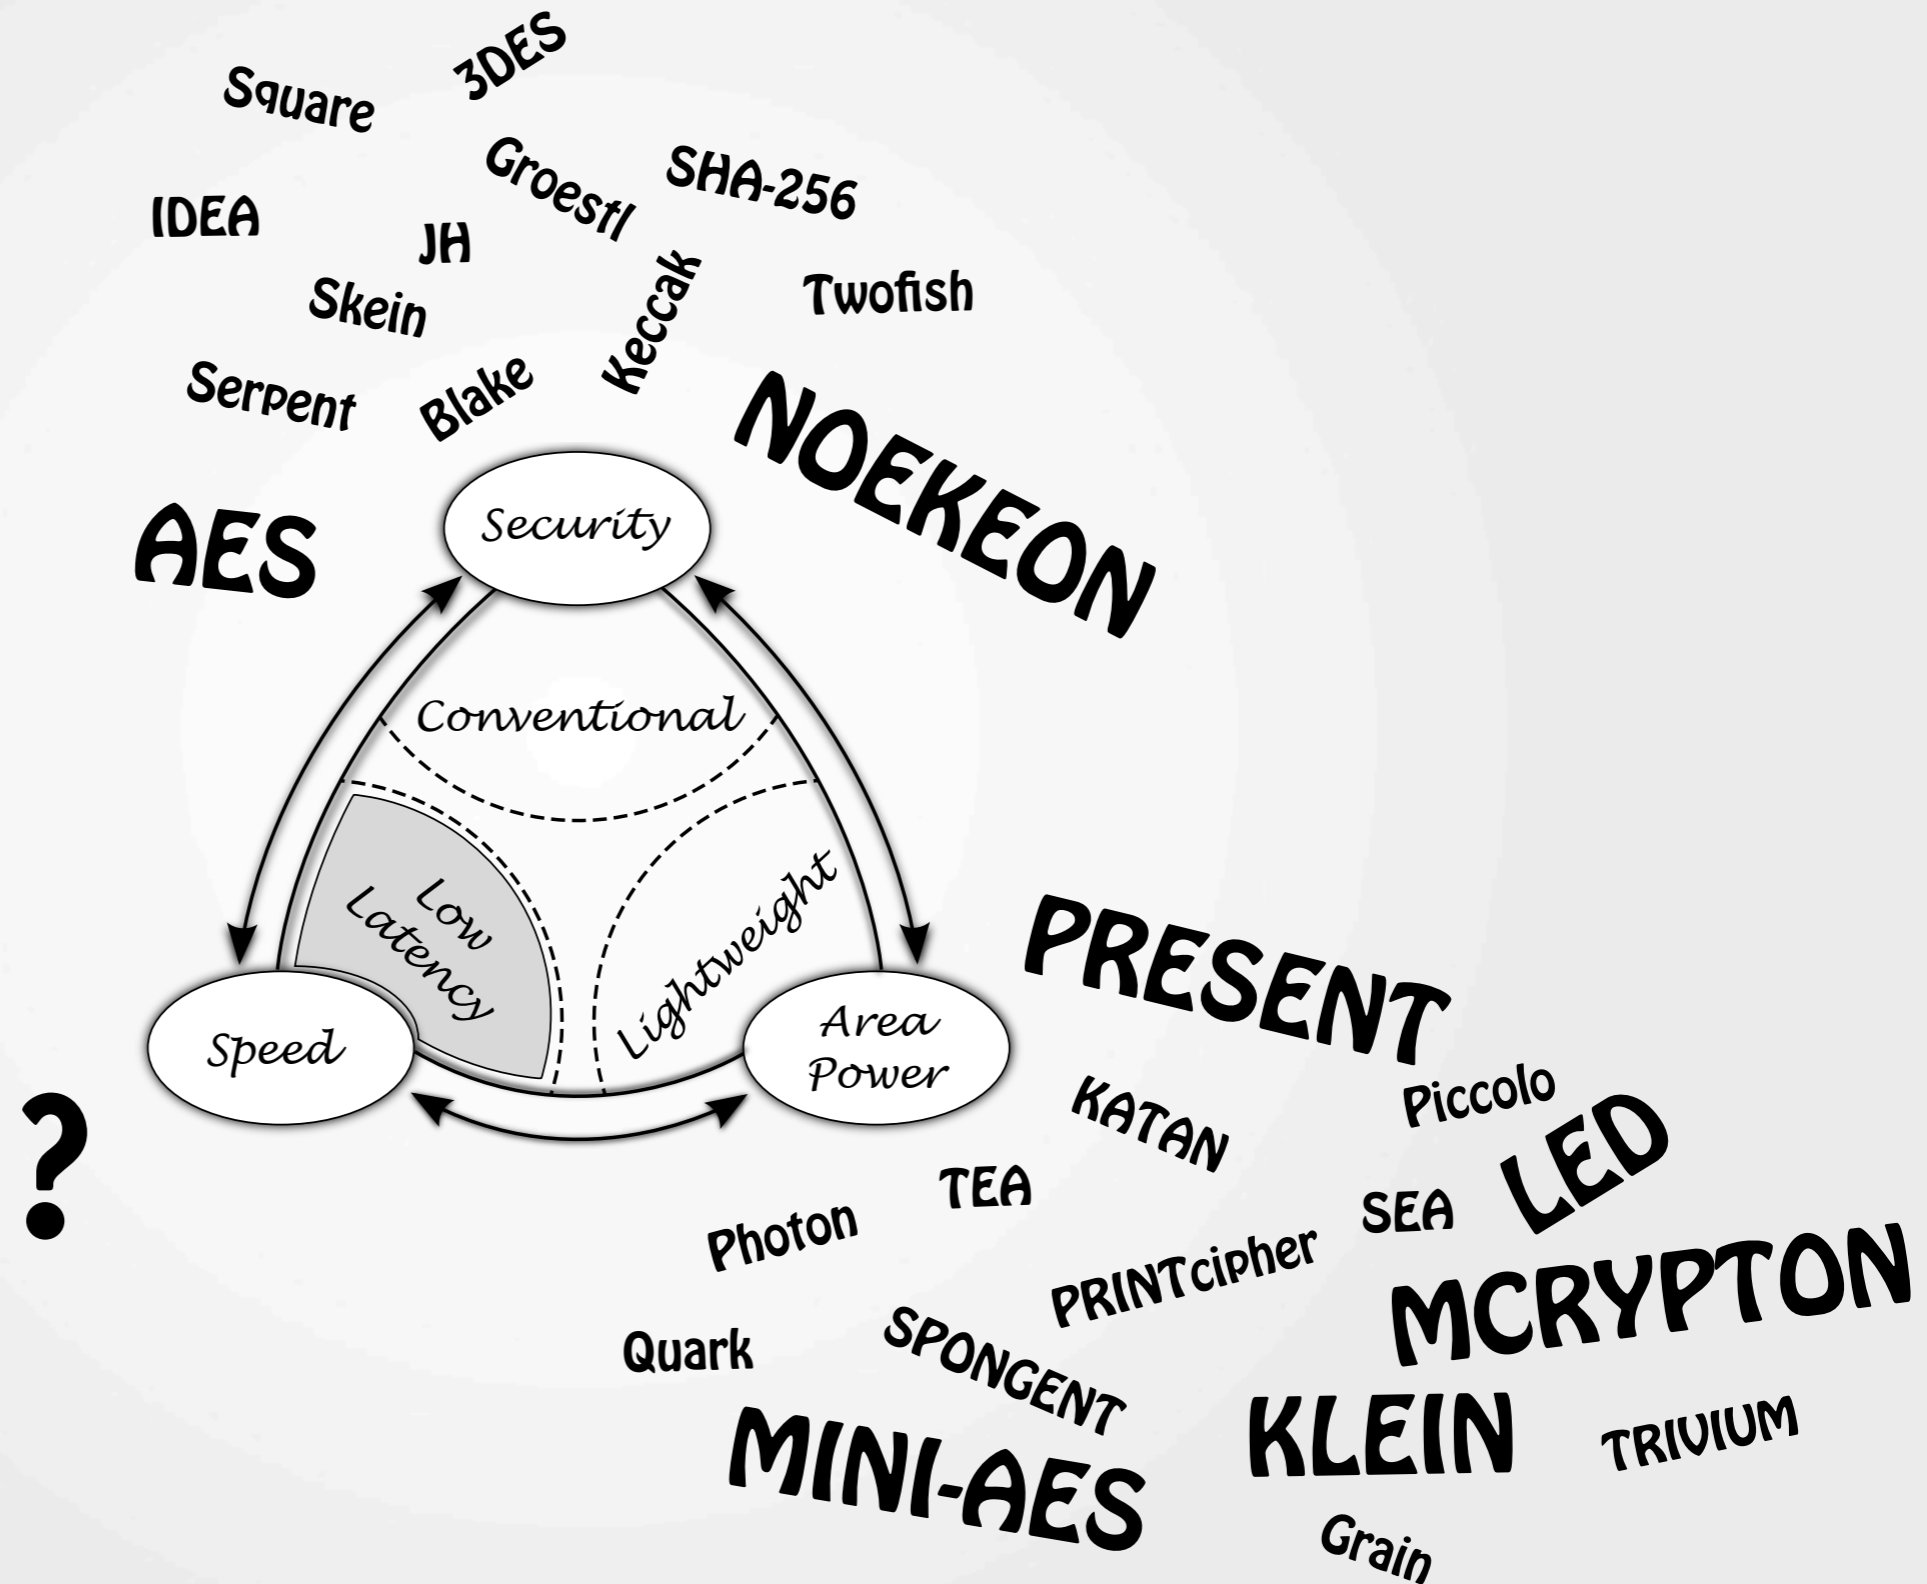 3DES
Square
Groestl
SHA-256
IDEA
JH
Skein
Keccak
Twofish
Serpent
Blake
NOEKEON
AES
Security
Conventional
Low
Latency
Lightweight
Speed
Area
Power
PRESENT
?
KATAN
Piccolo
LED
TEA
SEA
Photon
PRINTcipher
MCRYPTON
Quark
SPONGENT
KLEIN
TRIVIUM
MINI-AES
Grain